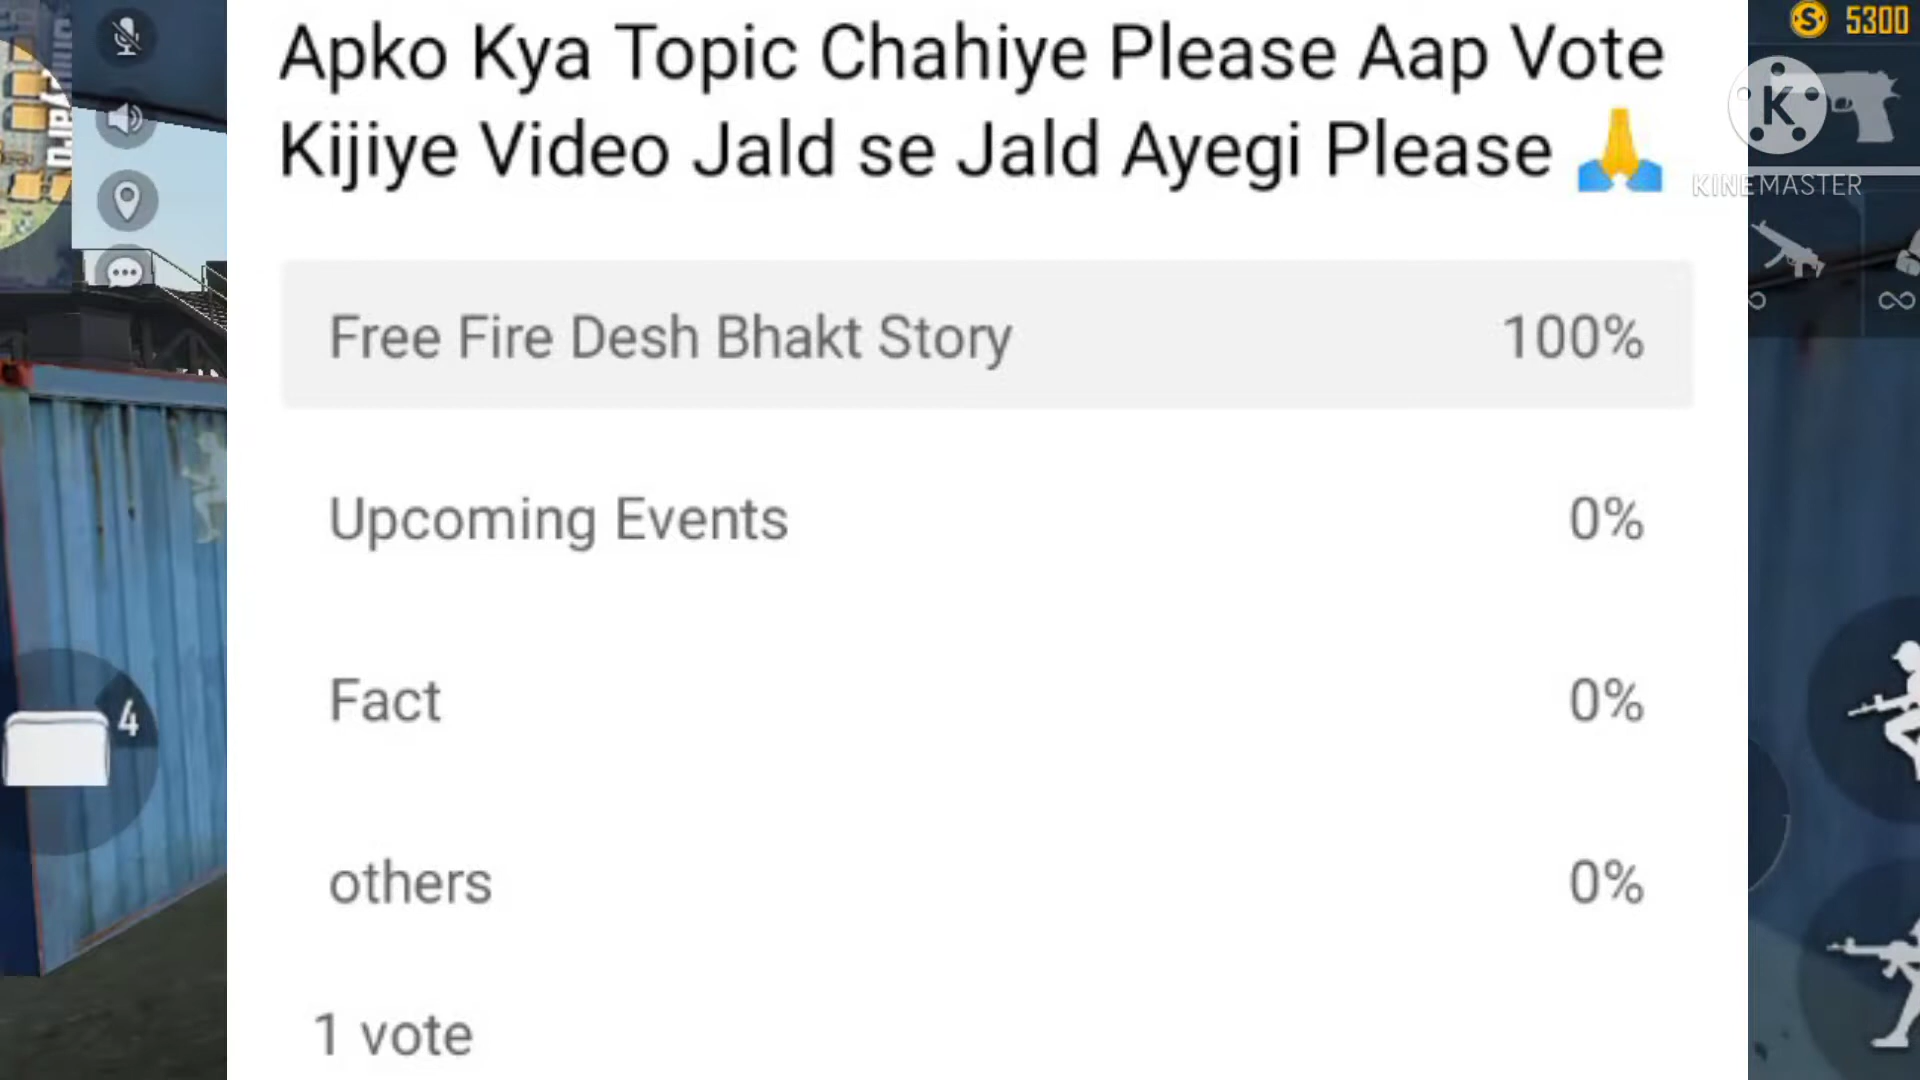 5300
Apko Kya Topic Chahiye Please Aap Vote
Kijiye Video Jald se Jald Ayegi Please 🙏
K
KINEMASTER
Free Fire Desh Bhakt Story 100%
Upcoming Events 0%
Fact 0%
4
others 0%
1 vote